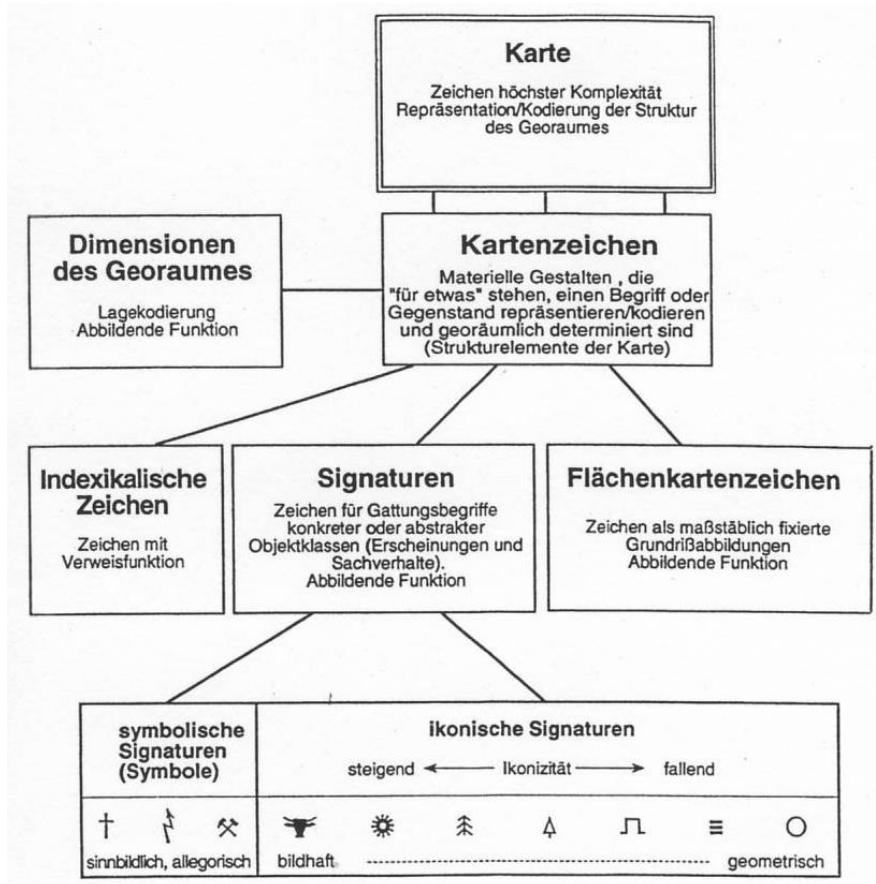 Karte
Zeichen höchster Komplexität
Repräsentation/Kodierung der Struktur
des Georaumes
Dimensionen
des Georaumes
Lagekodierung
Abbildende Funktion
Kartenzeichen
Materielle Gestalten , die
"für etwas" stehen, einen Begriff oder
Gegenstand repräsentieren/kodieren
und georäumlich determiniert sind
(Strukturelemente der Karte)
Indexikalische
Zeichen
Zeichen mit
Verweisfunktion
Signaturen
Zeichen für Gattungsbegriffe
konkreter oder abstrakter
Objektklassen (Erscheinungen und
Sachverhalte).
Abbildende Funktion
Flächenkartenzeichen
Zeichen als maßstäblich fixierte
Grundrißabbildungen
Abbildende Funktion
symbolische
Signaturen
(Symbole)
ikonische Signaturen
steigend Ikonizität fallend
sinnbildlich, allegorisch
bildhaft geometrisch